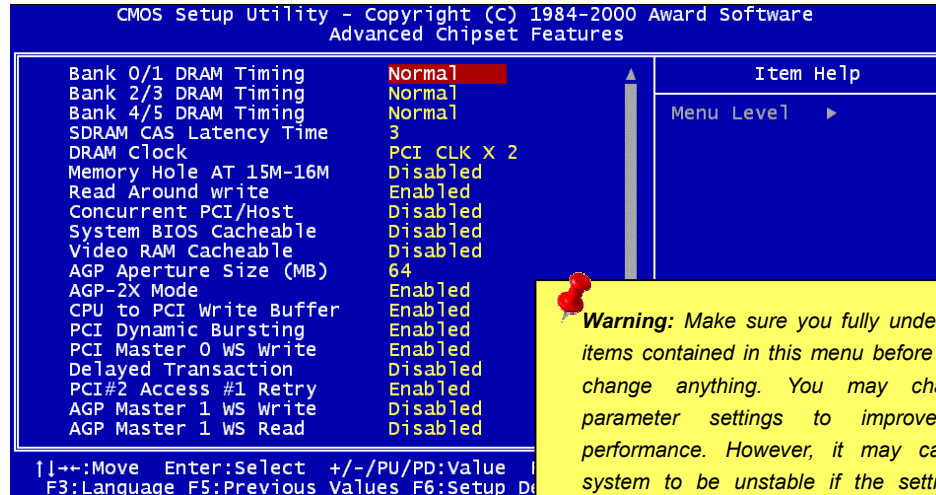 CMOS Setup Utility – Copyright (C) 1984-2000 Award Software
Advanced Chipset Features
Bank 0/1 DRAM Timing Normal
Bank 2/3 DRAM Timing Normal
Bank 4/5 DRAM Timing Normal
SDRAM CAS Latency Time 3
DRAM Clock PCI CLK X 2
Memory Hole AT 15M-16M Disabled
Read Around write Enabled
Concurrent PCI/Host Disabled
System BIOS Cacheable Disabled
Video RAM Cacheable Disabled
AGP Aperture Size (MB) 64
AGP-2X Mode Enabled
CPU to PCI Write Buffer Enabled
PCI Dynamic Bursting Enabled
PCI Master 0 WS Write Enabled
Delayed Transaction Disabled
PCI#2 Access #1 Retry Enabled
AGP Master 1 WS Write Disabled
AGP Master 1 WS Read Disabled
Item Help
Menu Level ▶
Warning: Make sure you fully unde
items contained in this menu before
change anything. You may cha
parameter settings to improve
performance. However, it may ca
system to be unstable if the setti
↑↓→←:Move Enter:Select +/-/PU/PD:Value
F3:Language F5:Previous Values F6:Setup De